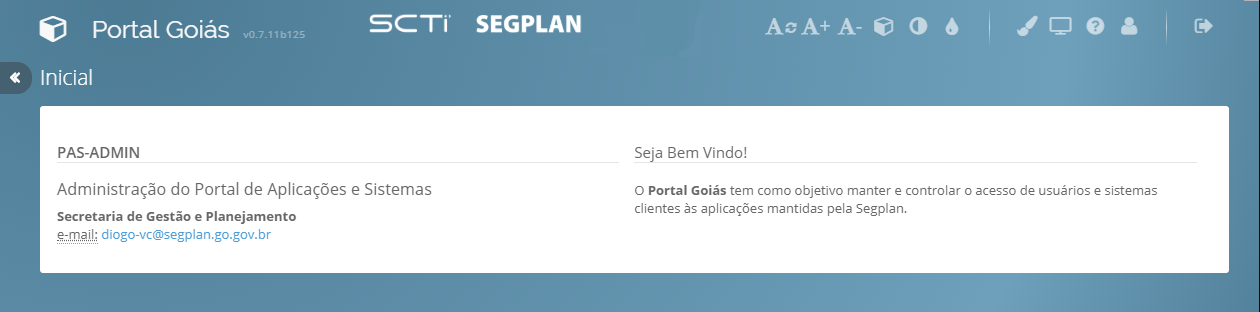 Portal Goiás v0.7.11b125
SCTi SEGPLAN
A A+ A-
Inicial
PAS-ADMIN
Administração do Portal de Aplicações e Sistemas
Secretaria de Gestão e Planejamento
e-mail: diogo-vc@segplan.go.gov.br
Seja Bem Vindo!
O Portal Goiás tem como objetivo manter e controlar o acesso de usuários e sistemas
clientes às aplicações mantidas pela Segplan.